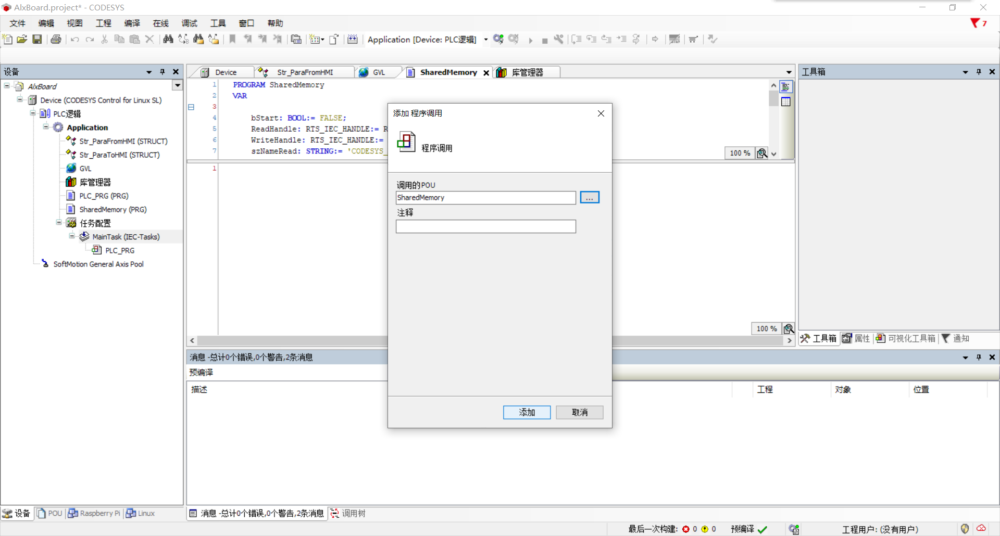 AlxBoard.project* - CODESYS
文件 编辑 视图 工程 编译 在线 调试 工具 窗口 帮助
7
Application [Device: PLC逻辑]
设备
AlxBoard
Device (CODESYS Control for Linux SL)
PLC逻辑
Application
Str_ParaFromHMI (STRUCT)
Str_ParaToHMI (STRUCT)
GVL
库管理器
PLC_PRG (PRG)
SharedMemory (PRG)
任务配置
MainTask (IEC-Tasks)
PLC_PRG
SoftMotion General Axis Pool
设备 POU Raspberry Pi Linux
Device Str_ParaFromHMI GVL SharedMemory 库管理器
1 PROGRAM SharedMemory
2 VAR
3
4 bStart: BOOL:= FALSE;
5 ReadHandle: RTS_IEC_HANDLE:= R
6 WriteHandle: RTS_IEC_HANDLE:=
7 szNameRead: STRING:= 'CODESYS_
100 %
1
100 %
添加 程序调用
程序调用
调用的POU
SharedMemory
...
注释
添加 取消
工具箱
工具箱 属性 可视化工具箱 通知
消息 -总计0个错误,0个警告,2条消息
预编译
描述 工程 对象 位置
消息 -总计0个错误,0个警告,2条消息 调用树
最后一次构建: 0 0 预编译 工程用户: (没有用户)